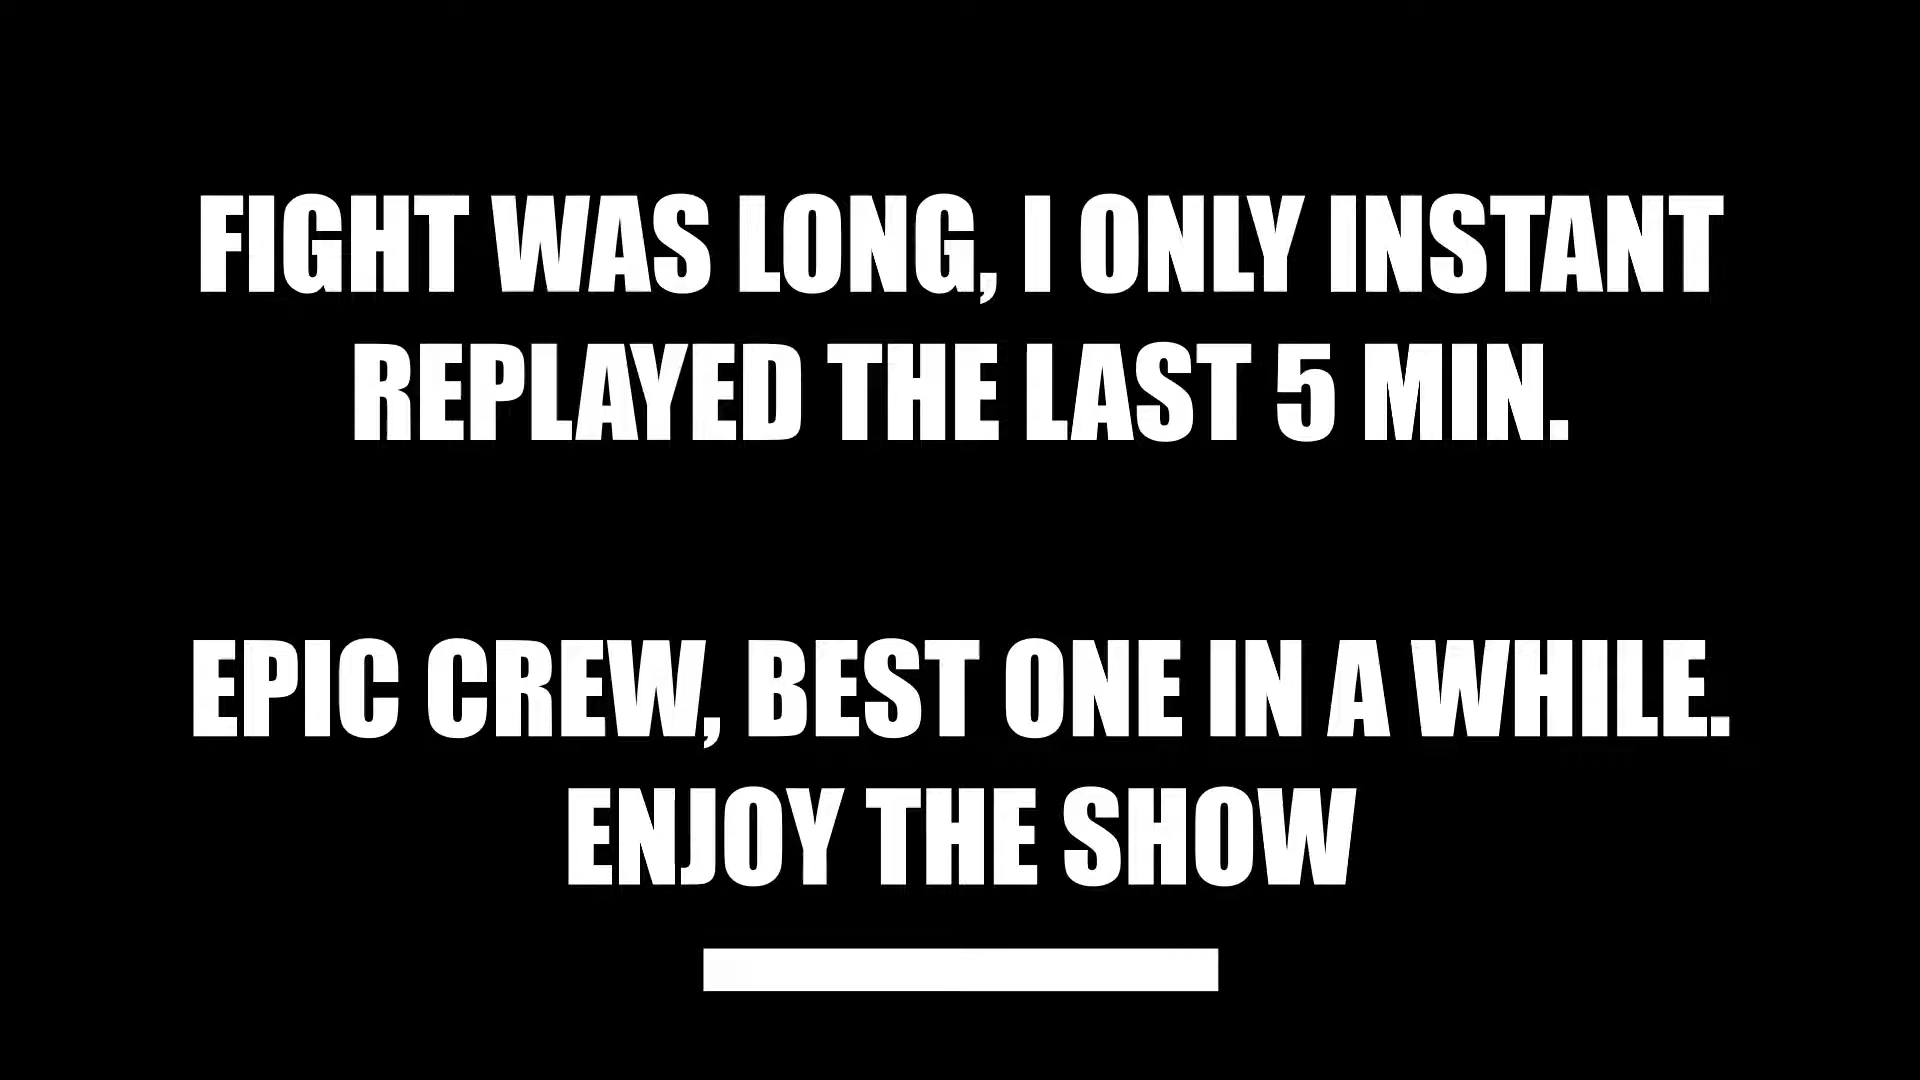 FIGHT WAS LONG, I ONLY INSTANT
REPLAYED THE LAST 5 MIN.
EPIC CREW, BEST ONE IN A WHILE.
ENJOY THE SHOW